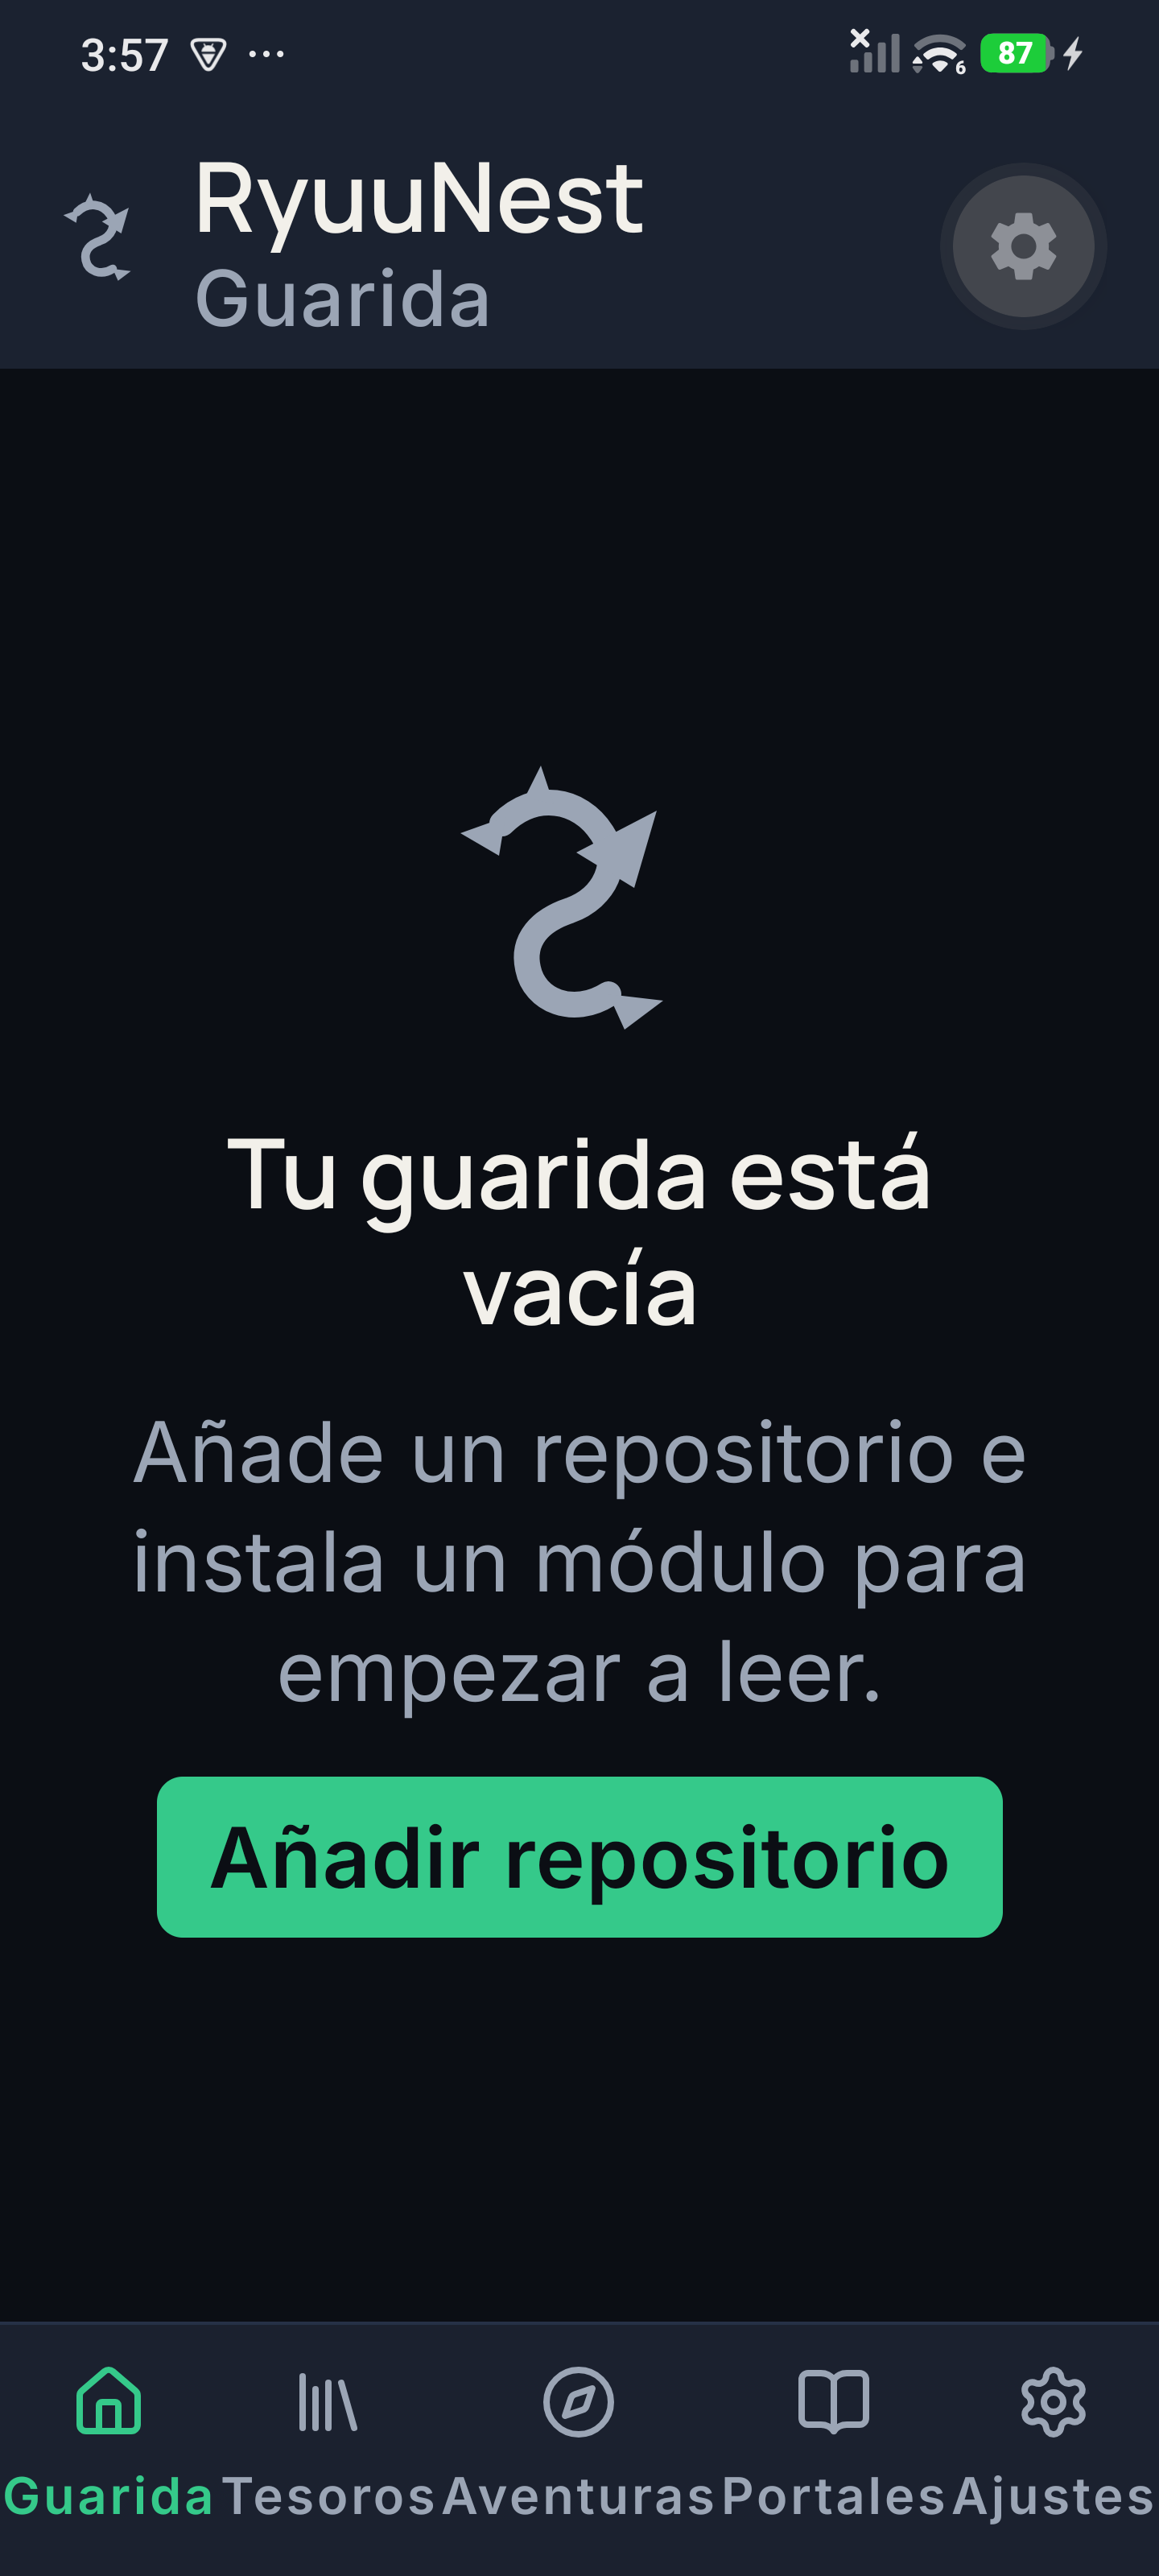 3:57
6
87
RyuuNest
Guarida
Tu guarida está
vacía
Añade un repositorio e
instala un módulo para
empezar a leer.
Añadir repositorio
Guarida Tesoros Aventuras Portales Ajustes